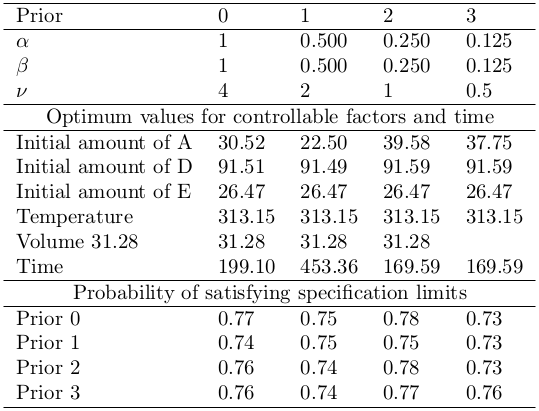 Prior 0 1 2 3
α 1 0.500 0.250 0.125
β 1 0.500 0.250 0.125
ν 4 2 1 0.5
Optimum values for controllable factors and time
Initial amount of A 30.52 22.50 39.58 37.75
Initial amount of D 91.51 91.49 91.59 91.59
Initial amount of E 26.47 26.47 26.47 26.47
Temperature 313.15 313.15 313.15 313.15
Volume 31.28 31.28 31.28 31.28
Time 199.10 453.36 169.59 169.59
Probability of satisfying specification limits
Prior 0 0.77 0.75 0.78 0.73
Prior 1 0.74 0.75 0.75 0.73
Prior 2 0.76 0.74 0.78 0.73
Prior 3 0.76 0.74 0.77 0.76